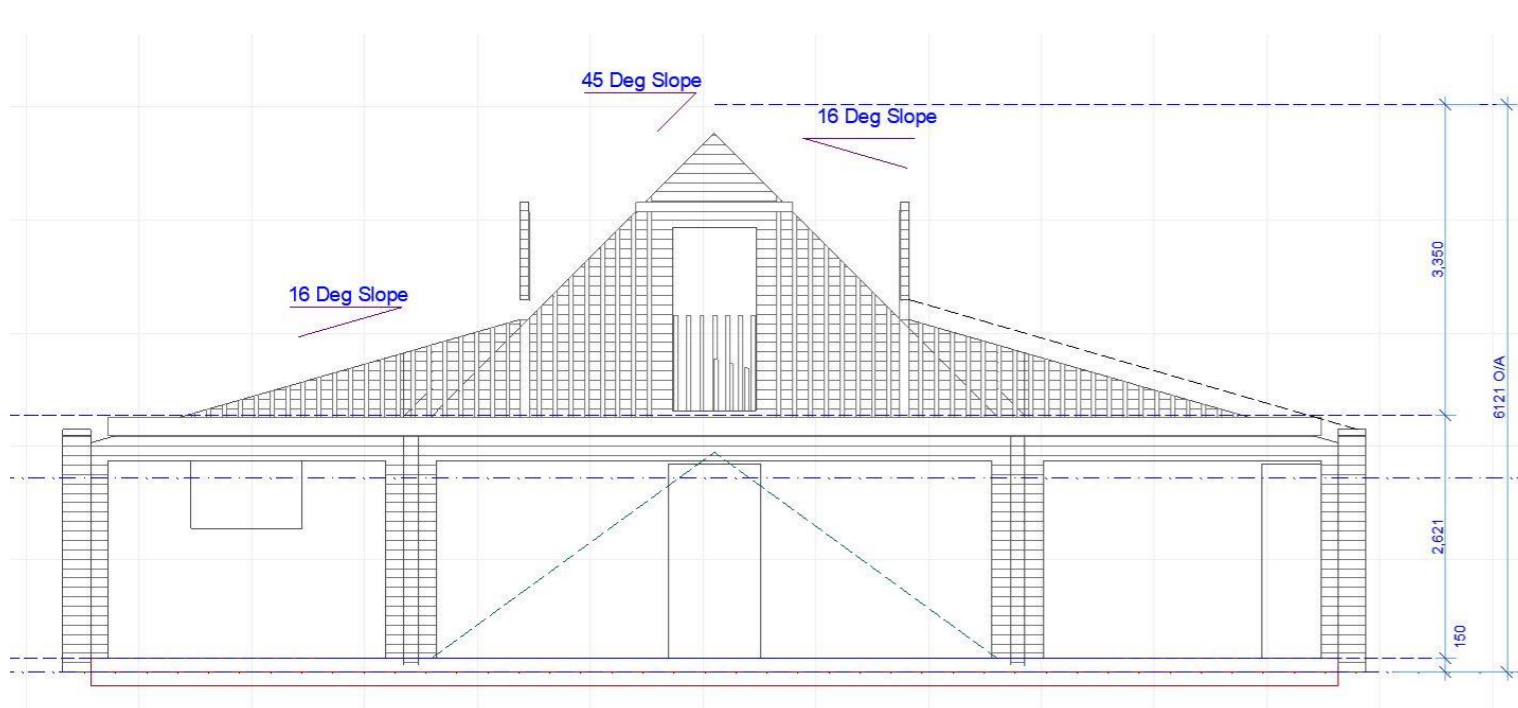 45 Deg Slope
16 Deg Slope
16 Deg Slope
3,350
6121 O/A
2,621
150